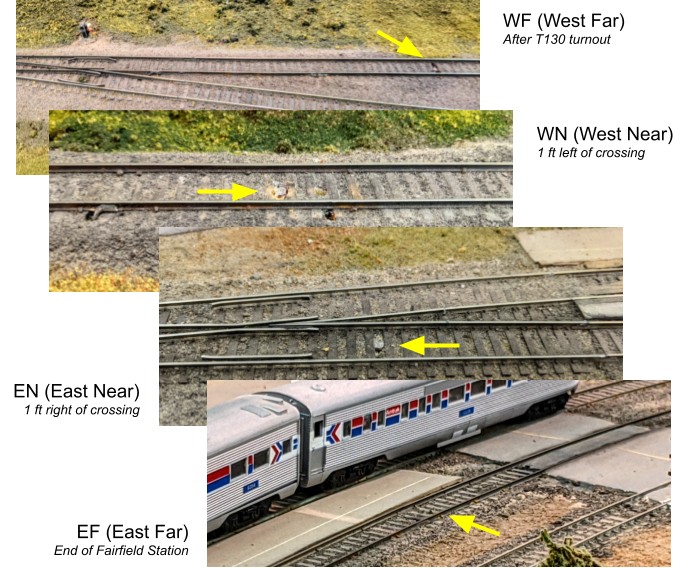 WF (West Far)
After T130 turnout
WN (West Near)
1 ft left of crossing
EN (East Near)
1 ft right of crossing
EF (East Far)
End of Fairfield Station